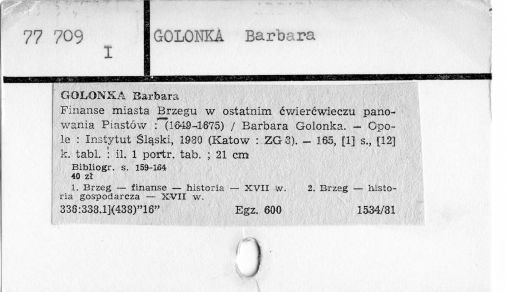 77 709
I
GOLONKA Barbara
GOLONKA Barbara
Finanse miasta Brzegu w ostatnim ćwierćwieczu pano-
wania Piastów : (1649-1675) / Barbara Golonka. — Opo-
le : Instytut Śląski, 1980 (Katow : ZG 3). — 165, [1] s., [12]
k. tabl. : il. 1 portr. tab. ; 21 cm
Bibliogr. s. 159-164
40 zł
1. Brzeg — finanse — historia — XVII w. 2. Brzeg — histo-
ria gospodarcza — XVII w.
336:338.1](438)"16" Egz. 600 1534/81